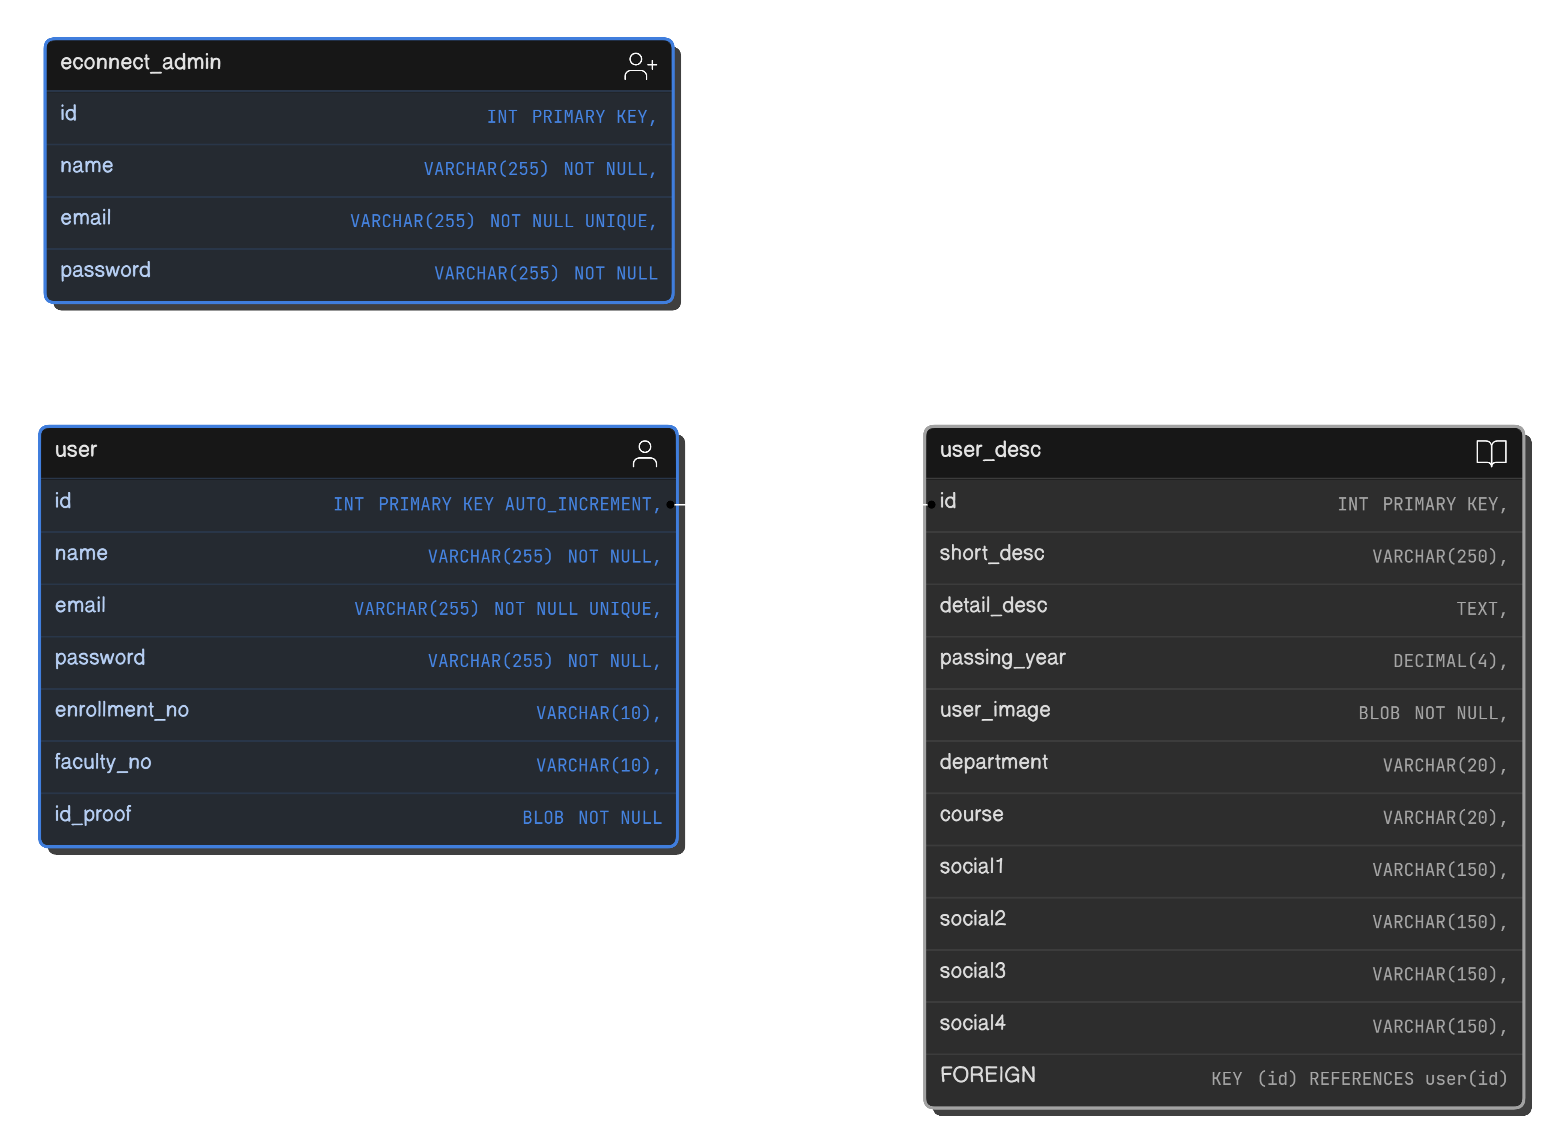 econnect_admin
id INT PRIMARY KEY,
name VARCHAR(255) NOT NULL,
email VARCHAR(255) NOT NULL UNIQUE,
password VARCHAR(255) NOT NULL
user
id INT PRIMARY KEY AUTO_INCREMENT,
name VARCHAR(255) NOT NULL,
email VARCHAR(255) NOT NULL UNIQUE,
password VARCHAR(255) NOT NULL,
enrollment_no VARCHAR(10),
faculty_no VARCHAR(10),
id_proof BLOB NOT NULL
user_desc
id INT PRIMARY KEY,
short_desc VARCHAR(250),
detail_desc TEXT,
passing_year DECIMAL(4),
user_image BLOB NOT NULL,
department VARCHAR(20),
course VARCHAR(20),
social1 VARCHAR(150),
social2 VARCHAR(150),
social3 VARCHAR(150),
social4 VARCHAR(150),
FOREIGN KEY (id) REFERENCES user(id)